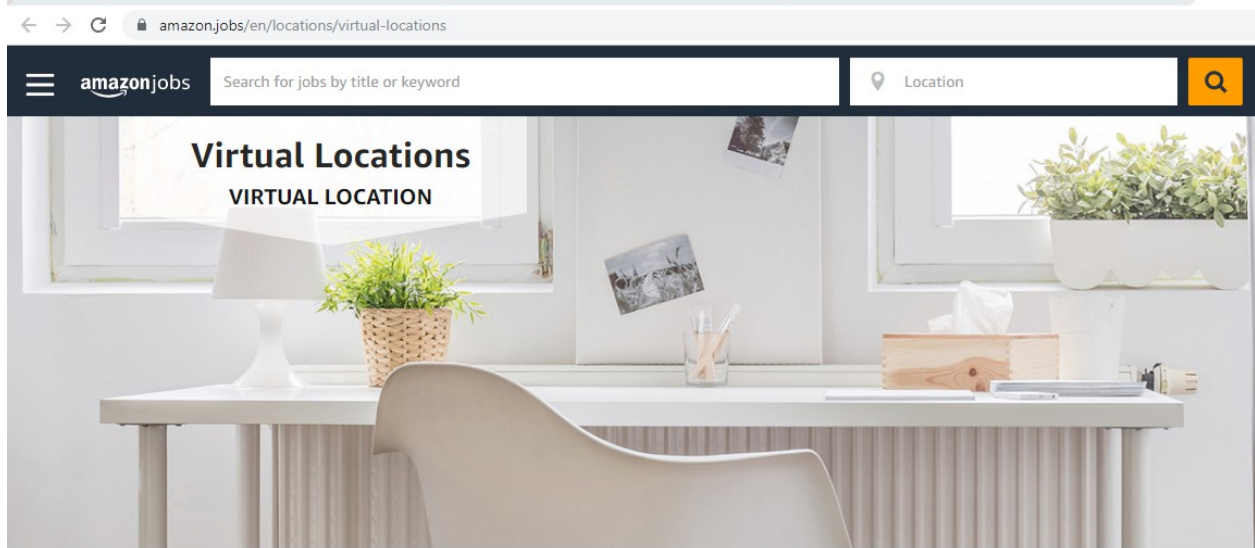 amazon.jobs/en/locations/virtual-locations
amazonjobs
Search for jobs by title or keyword
Location
Virtual Locations
VIRTUAL LOCATION